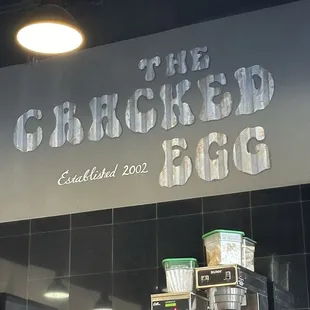 THE
CRACKED
EGG
Established 2002